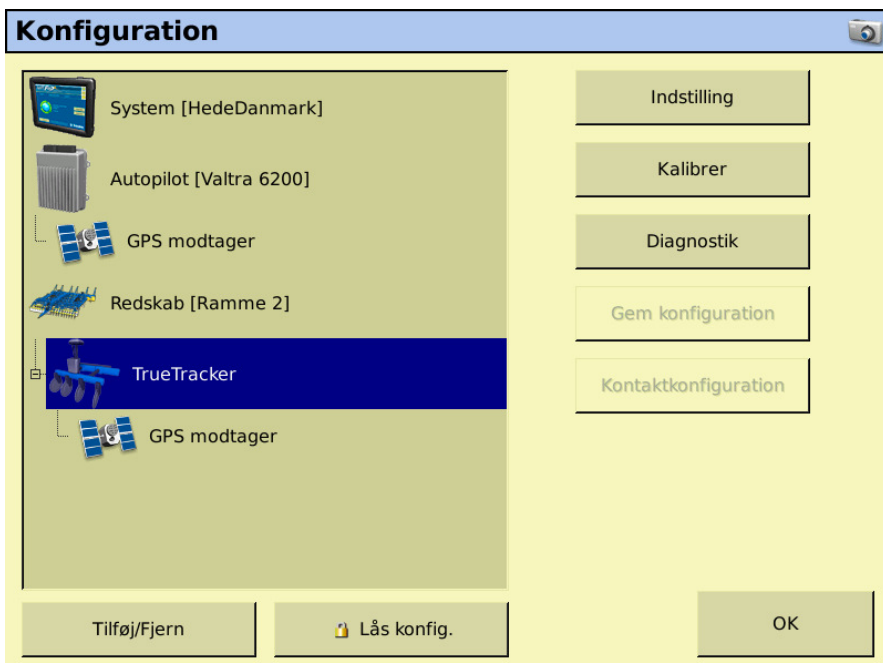 Konfiguration
System [HedeDanmark]
Autopilot [Valtra 6200]
GPS modtager
Redskab [Ramme 2]
TrueTracker
GPS modtager
Indstilling
Kalibrer
Diagnostik
Gem konfiguration
Kontaktkonfiguration
Tilføj/Fjern
Lås konfig.
OK